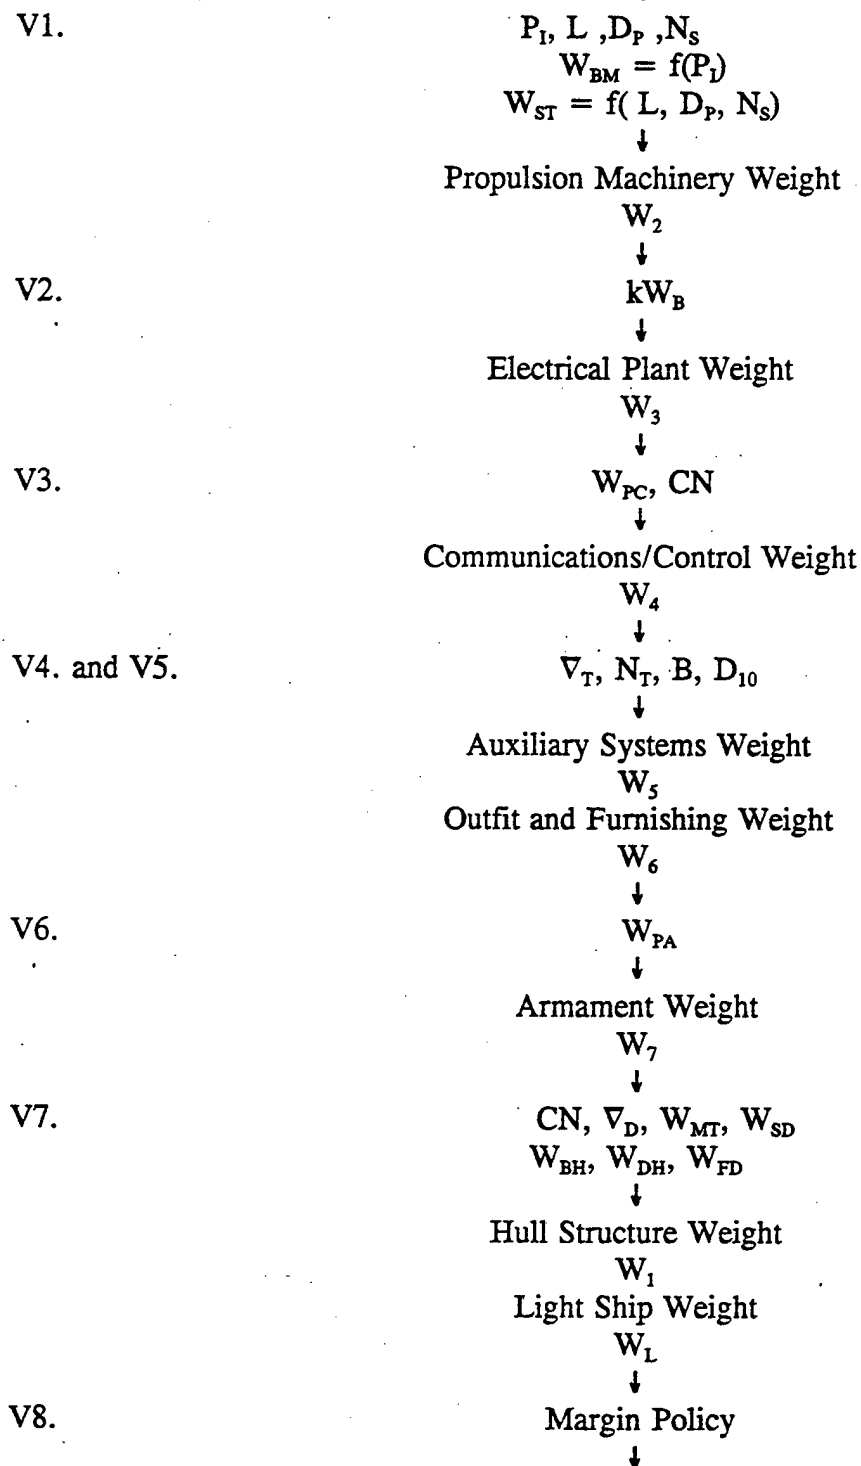 V1. P_I, L ,D_P ,N_S
W_BM = f(P_I)
W_ST = f( L, D_P, N_S)
↓
Propulsion Machinery Weight
W_2
↓
V2. kW_B
↓
Electrical Plant Weight
W_3
↓
V3. W_PC, CN
↓
Communications/Control Weight
W_4
↓
V4. and V5. ∇_T, N_T, B, D_10
↓
Auxiliary Systems Weight
W_5
Outfit and Furnishing Weight
W_6
↓
V6. W_PA
↓
Armament Weight
W_7
↓
V7. CN, ∇_D, W_MT, W_SD
W_BH, W_DH, W_FD
↓
Hull Structure Weight
W_1
Light Ship Weight
W_L
↓
V8. Margin Policy
↓